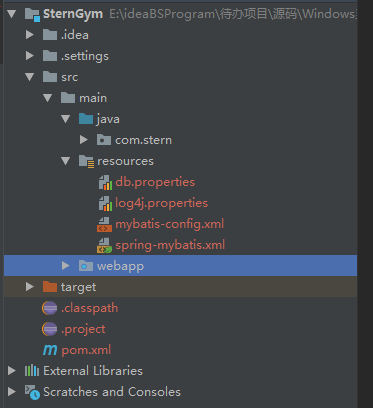 SternGym E:\ideaBSProgram\待办项目\源码\Windows
.idea
.settings
src
main
java
com.stern
resources
db.properties
log4j.properties
mybatis-config.xml
spring-mybatis.xml
webapp
target
.classpath
.project
pom.xml
External Libraries
Scratches and Consoles